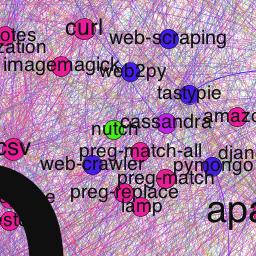 curl
otes
web-scraping
zation
imagemagick
web2py
tastypie
amazo
cassandra
nutch
csv
preg-match-all
djan
web-crawler
pymongo
preg-match
preg-replace
lamp
apa